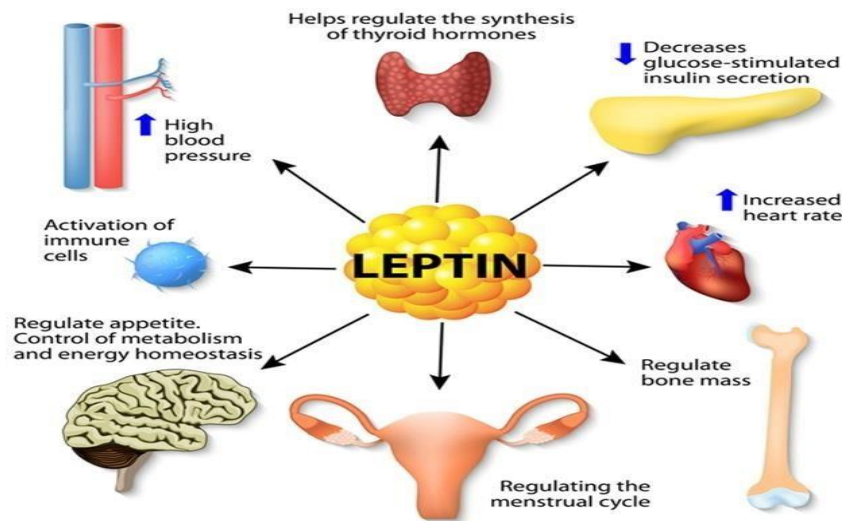 Helps regulate the synthesis
of thyroid hormones
Decreases
glucose-stimulated
insulin secretion
High
blood
pressure
Increased
heart rate
Activation of
immune
cells
LEPTIN
Regulate appetite.
Control of metabolism
and energy homeostasis
Regulate
bone mass
Regulating the
menstrual cycle